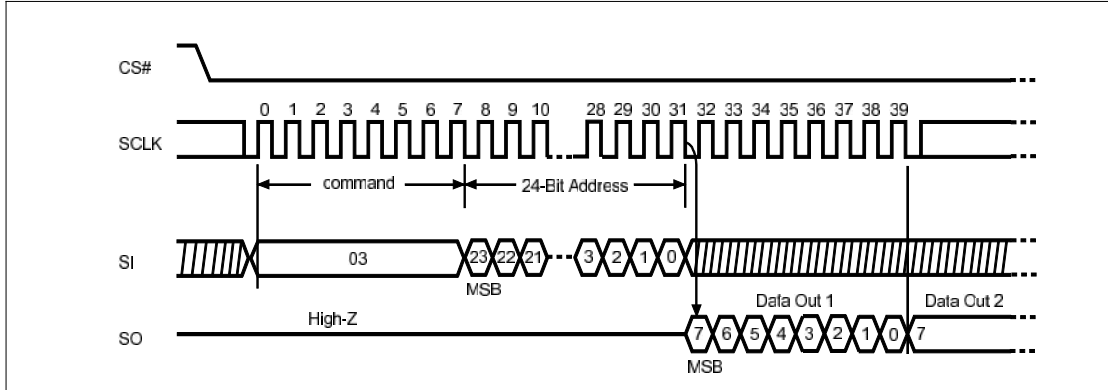 CS#
0 1 2 3 4 5 6 7 8 9 10 28 29 30 31 32 33 34 35 36 37 38 39
SCLK
command
24-Bit Address
SI
03
23 22 21 3 2 1 0
MSB
Dafa Out 1
Dafa Out 2
High-Z
SO
7 6 5 4 3 2 1 0 7
MSB